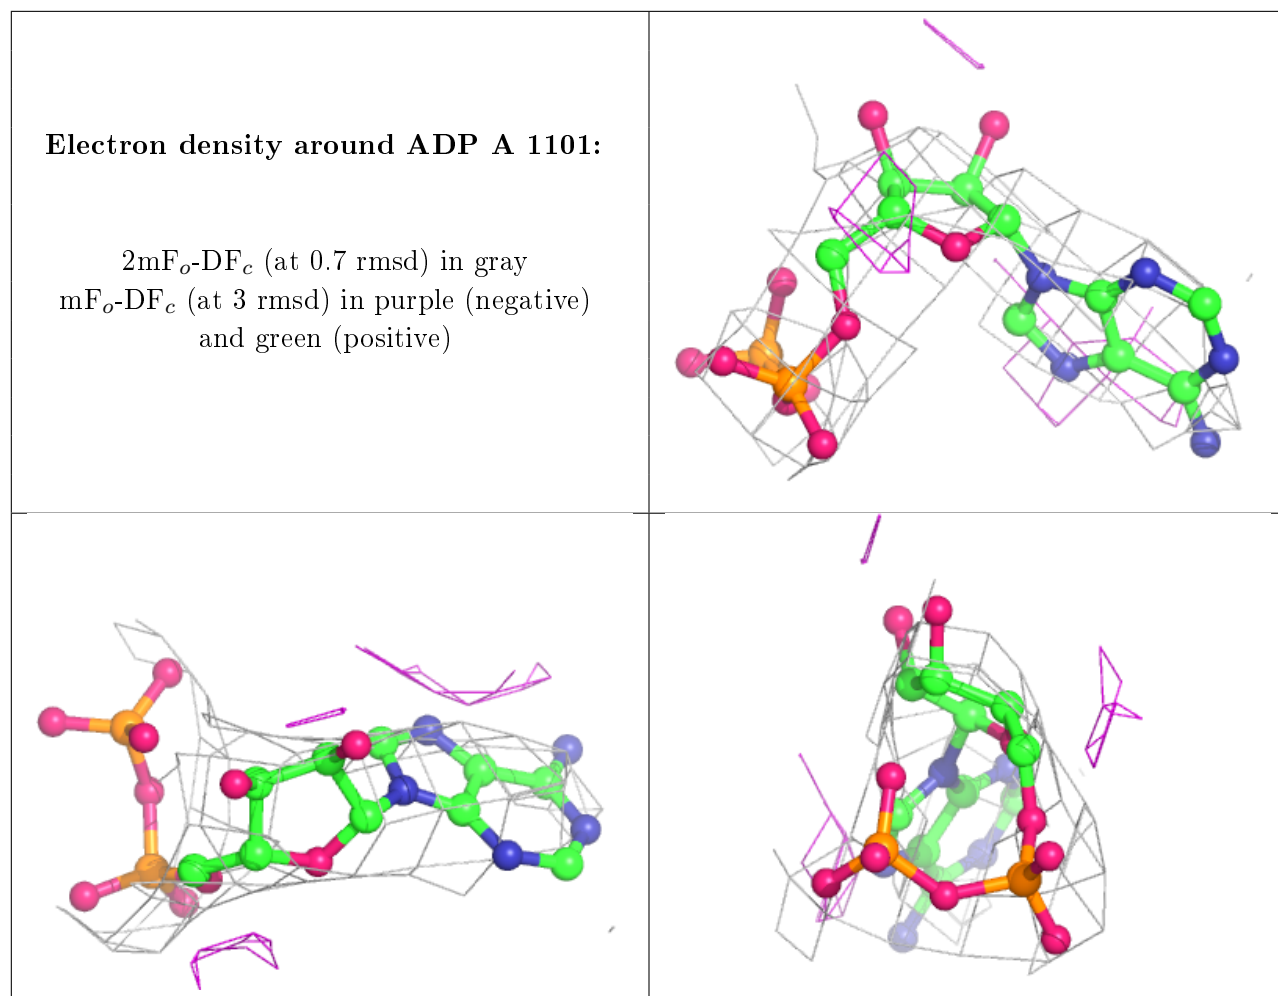 Electron density around ADP A 1101:
2mFo-DFc (at 0.7 rmsd) in gray
mFo-DFc (at 3 rmsd) in purple (negative)
and green (positive)